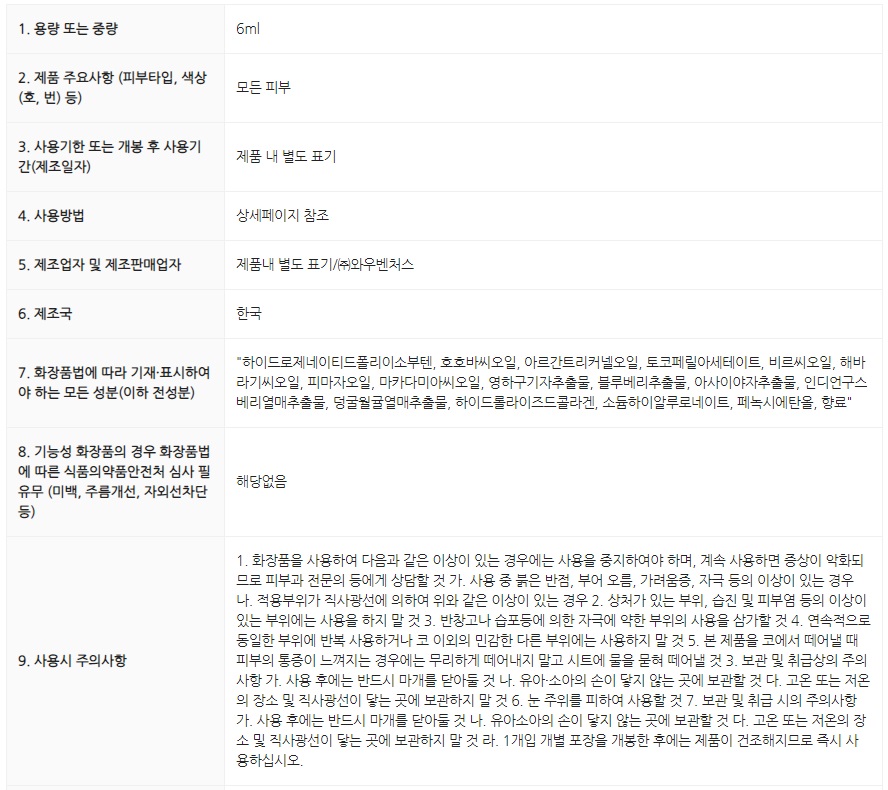 1. 용량 또는 중량
6ml
2. 제품 주요사항 (피부타입, 색상
(호, 번) 등)
모든 피부
3. 사용기한 또는 개봉 후 사용기
간(제조일자)
제품 내 별도 표기
4. 사용방법
상세페이지 참조
5. 제조업자 및 제조판매업자
제품내 별도 표기/㈜와우벤처스
6. 제조국
한국
7. 화장품법에 따라 기재·표시하여
야 하는 모든 성분(이하 전성분)
"하이드로제네이티드폴리이소부텐, 호호바씨오일, 아르간트리커넬오일, 토코페릴아세테이트, 비르씨오일, 해바
라기씨오일, 피마자오일, 마카다미아씨오일, 영하구기자추출물, 블루베리추출물, 아사이야자추출물, 인디언구스
베리열매추출물, 덩굴월귤열매추출물, 하이드롤라이즈드콜라겐, 소듐하이알루로네이트, 페녹시에탄올, 향료"
8. 기능성 화장품의 경우 화장품법
에 따른 식품의약품안전처 심사 필
유무 (미백, 주름개선, 자외선차단
등)
해당없음
9. 사용시 주의사항
1. 화장품을 사용하여 다음과 같은 이상이 있는 경우에는 사용을 중지하여야 하며, 계속 사용하면 증상이 악화되
므로 피부과 전문의 등에게 상담할 것 가. 사용 중 붉은 반점, 부어 오름, 가려움증, 자극 등의 이상이 있는 경우
나. 적용부위가 직사광선에 의하여 위와 같은 이상이 있는 경우 2. 상처가 있는 부위, 습진 및 피부염 등의 이상이
있는 부위에는 사용을 하지 말 것 3. 반창고나 습포등에 의한 자극에 약한 부위의 사용을 삼가할 것 4. 연속적으로
동일한 부위에 반복 사용하거나 코 이외의 민감한 다른 부위에는 사용하지 말 것 5. 본 제품을 코에서 떼어낼 때
피부의 통증이 느껴지는 경우에는 무리하게 떼어내지 말고 시트에 물을 묻혀 떼어낼 것 3. 보관 및 취급상의 주의
사항 가. 사용 후에는 반드시 마개를 닫아둘 것 나. 유아·소아의 손이 닿지 않는 곳에 보관할 것 다. 고온 또는 저온
의 장소 및 직사광선이 닿는 곳에 보관하지 말 것 6. 눈 주위를 피하여 사용할 것 7. 보관 및 취급 시의 주의사항
가. 사용 후에는 반드시 마개를 닫아둘 것 나. 유아소아의 손이 닿지 않는 곳에 보관할 것 다. 고온 또는 저온의 장
소 및 직사광선이 닿는 곳에 보관하지 말 것 라. 1개입 개별 포장을 개봉한 후에는 제품이 건조해지므로 즉시 사
용하십시오.